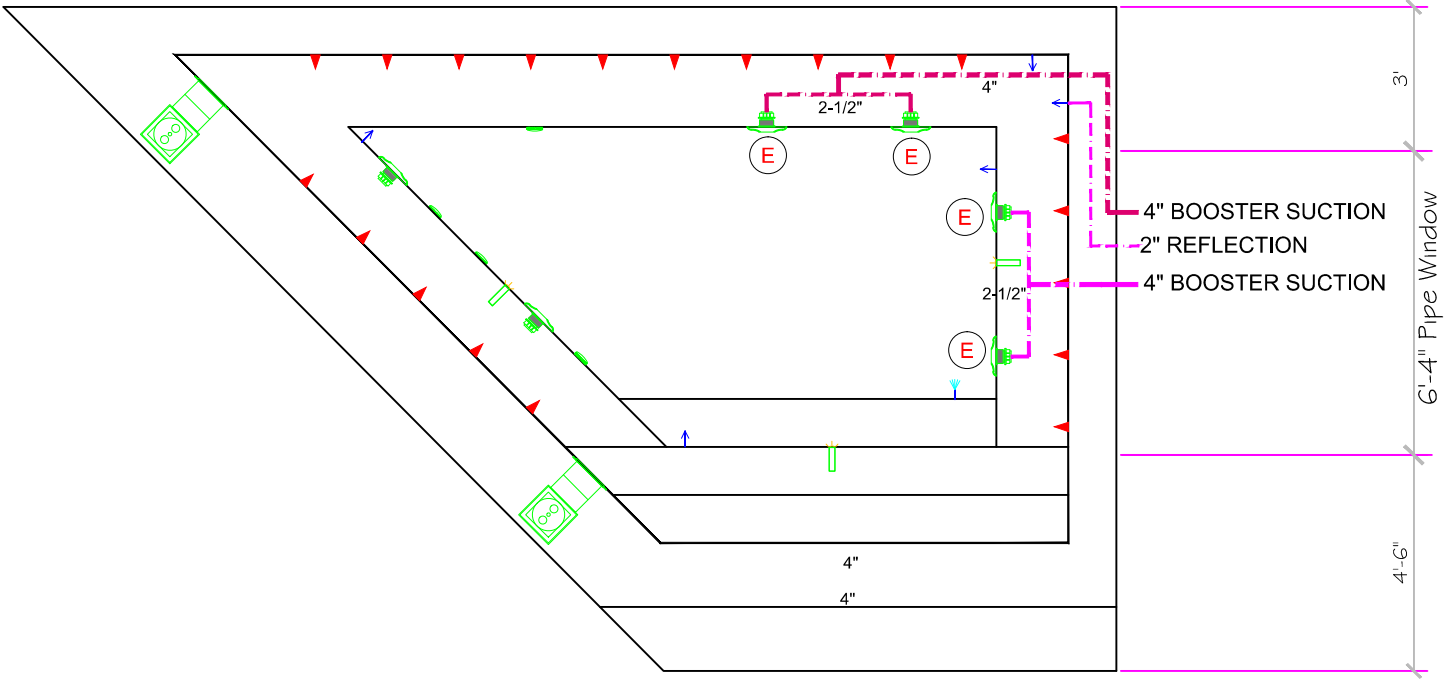 3'
4"
2-1/2"
E
E
E
4" BOOSTER SUCTION
2" REFLECTION
4" BOOSTER SUCTION
2-1/2"
6'-4" Pipe Window
E
4"
4'-6"
4"